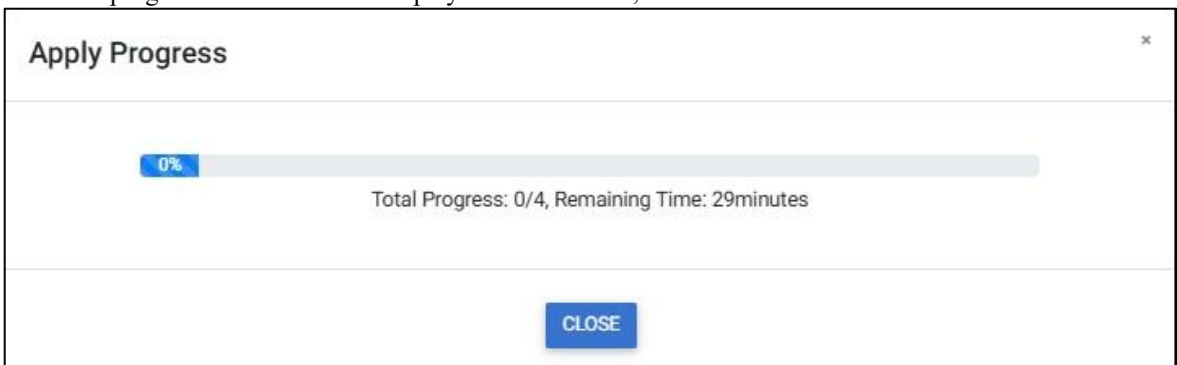 Apply Progress
×
0%
Total Progress: 0/4, Remaining Time: 29minutes
CLOSE